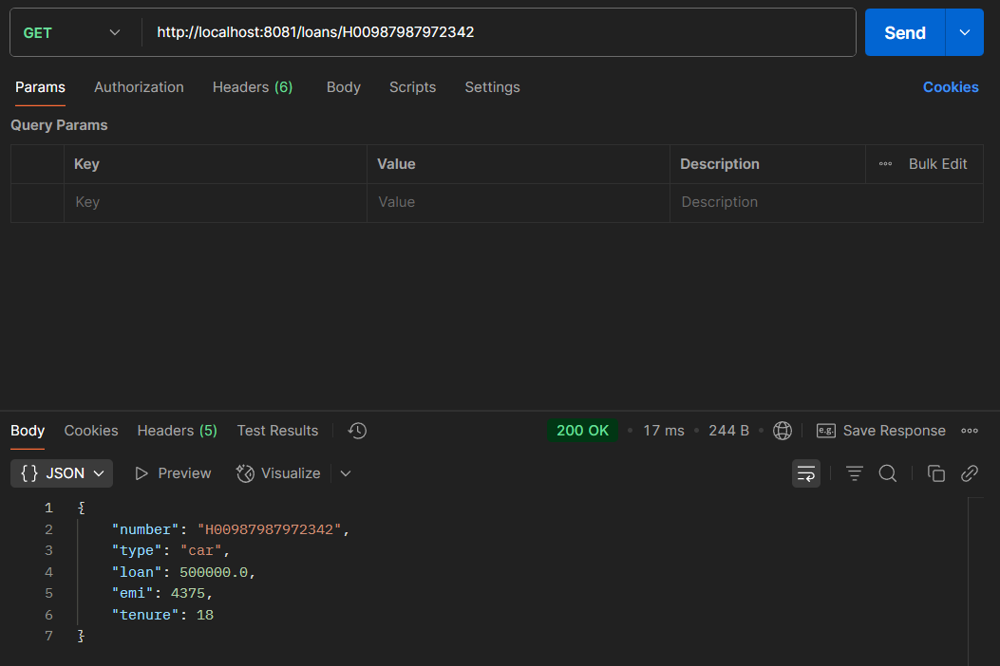 GET http://localhost:8081/loans/H00987987972342 Send
Params Authorization Headers (6) Body Scripts Settings Cookies
Query Params
Key Value Description Bulk Edit
Key Value Description
Body Cookies Headers (5) Test Results 200 OK • 17 ms • 244 B • e.g. Save Response
{} JSON Preview Visualize
1 {
2 "number": "H00987987972342",
3 "type": "car",
4 "loan": 500000.0,
5 "emi": 4375,
6 "tenure": 18
7 }